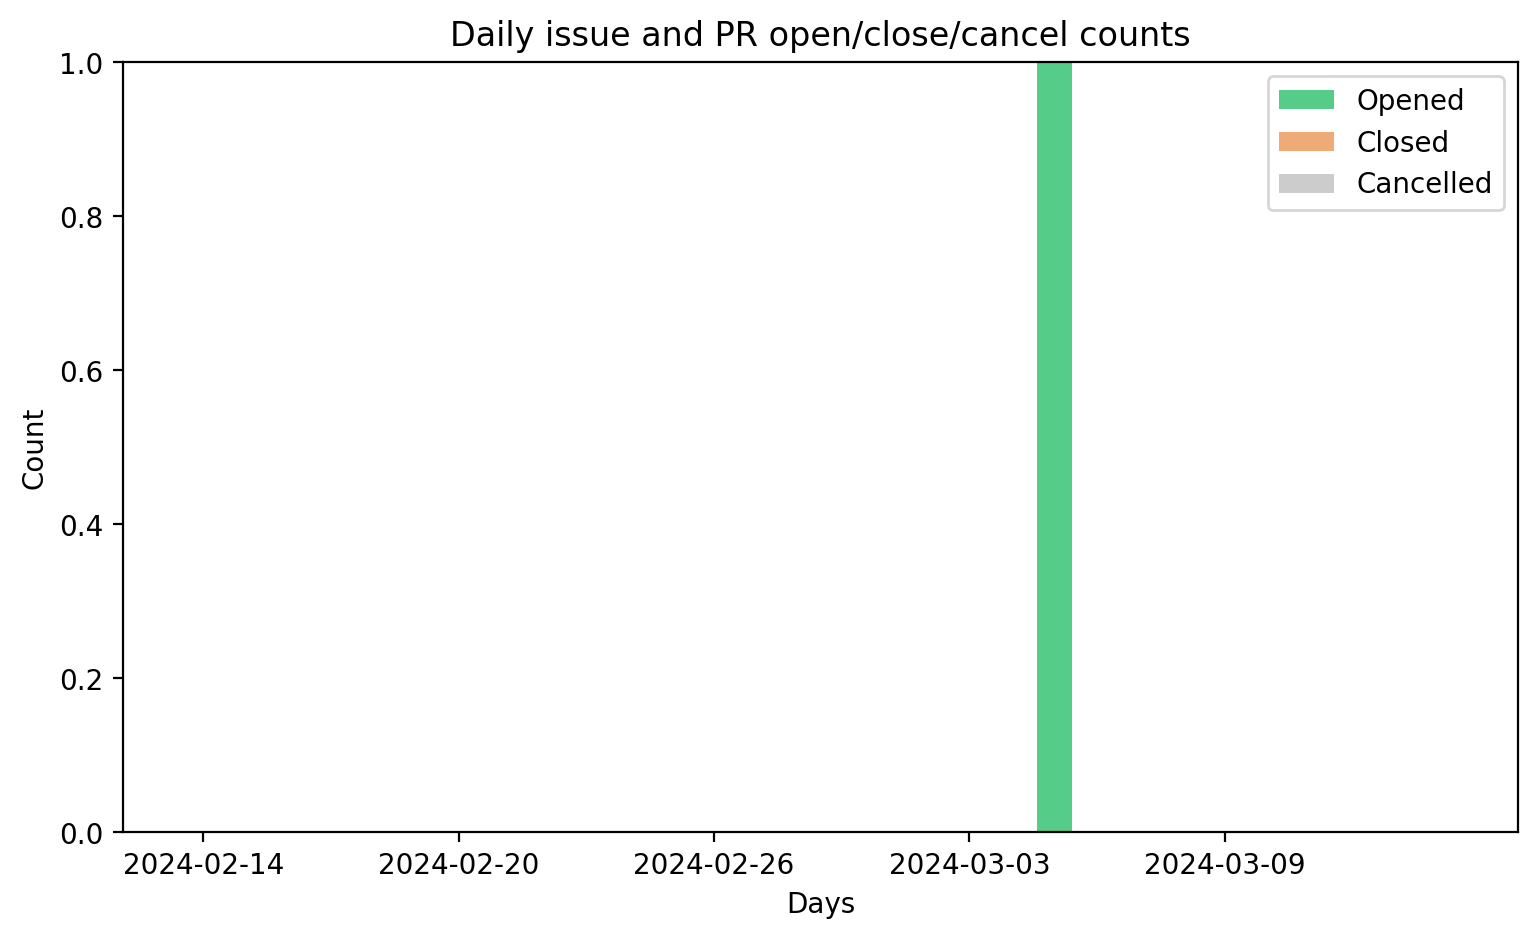 Daily issue and PR open/close/cancel counts
1.0
0.8
0.6
0.4
0.2
0.0
Count
Opened
Closed
Cancelled
2024-02-14
2024-02-20
2024-02-26
2024-03-03
2024-03-09
Days